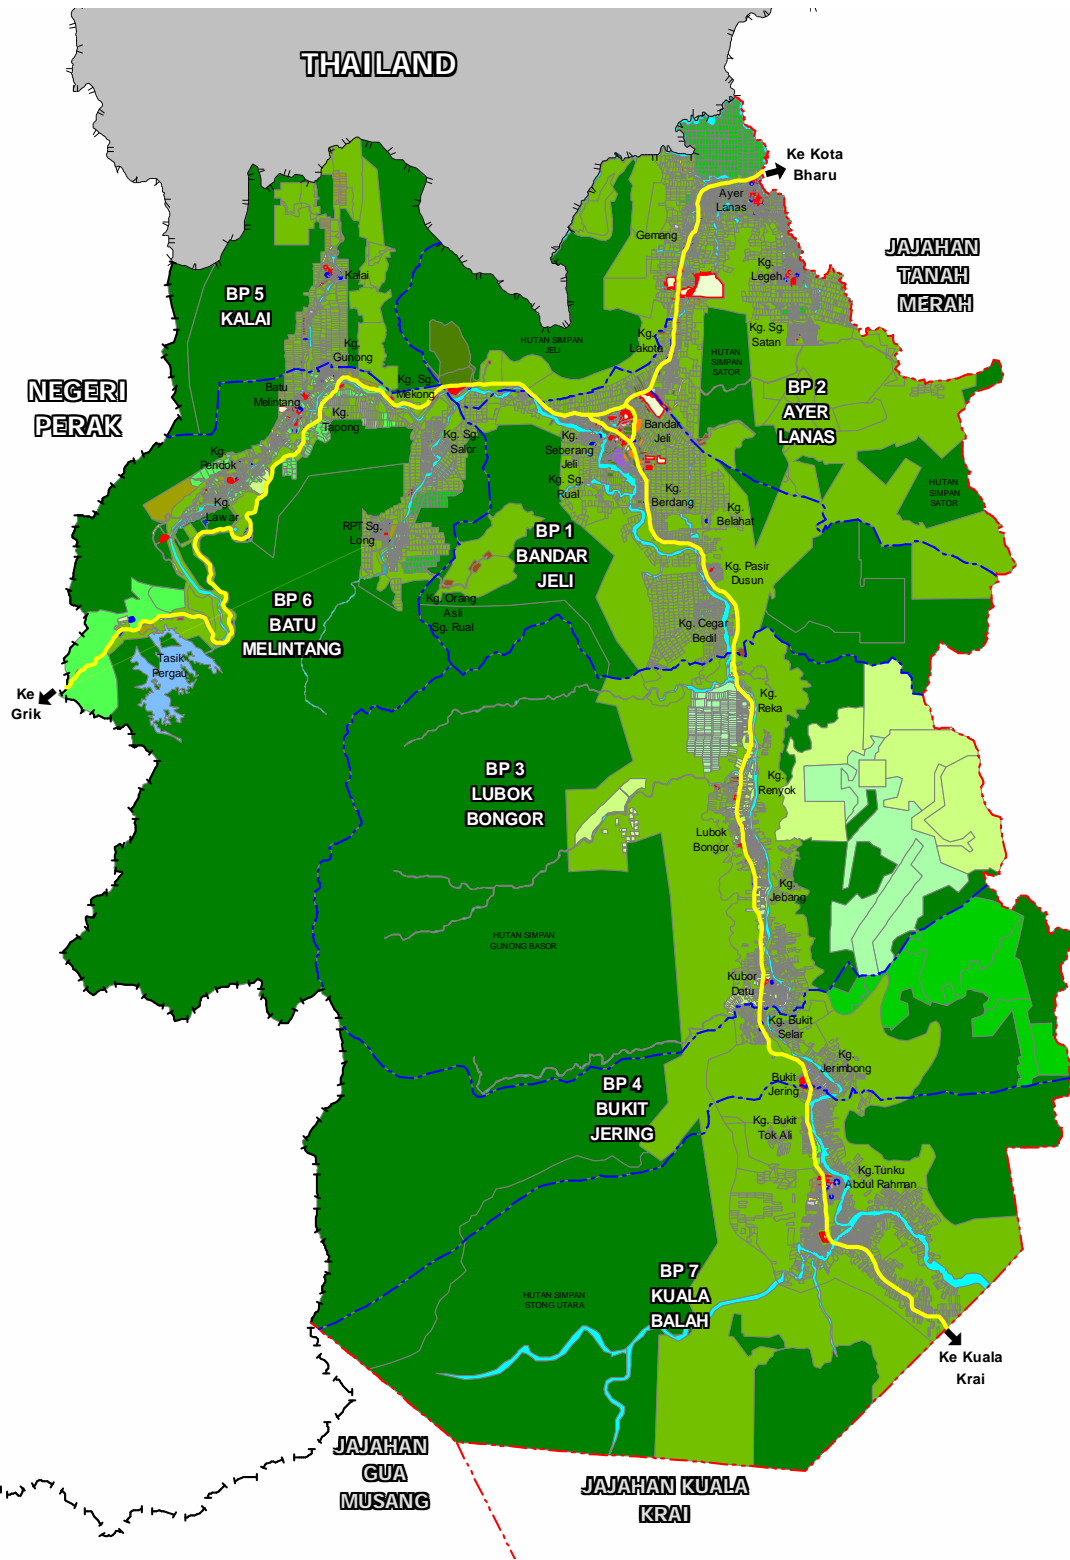 THAILAND
Ke Kota
Bharu
Ayer
Lanas
Gemang
JAJAHAN
TANAH
MERAH
Kg.
Legeh
Kalai
BP 5
KALAI
Kg. Sg.
Satan
Kg.
Lakota
HUTAN SIMPAN
JELI
Kg.
Gunong
HUTAN
SIMPAN
SATOR
NEGERI
PERAK
Batu
Melintang
Kg. Sg.
Mekong
BP 2
AYER
LANAS
Kg.
Tapong
Bandar
Jeli
Kg. Sg.
Salor
Kg.
Seberang
Jeli
Kg.
Pendok
Kg. Sg.
Rual
Kg.
Berdang
HUTAN
SIMPAN
SATOR
Kg.
Lawar
Kg.
Belahat
RPT Sg.
Long
BP 1
BANDAR
JELI
Kg. Pasir
Dusun
BP 6
BATU
MELINTANG
Kg. Orang
Asli
Sg. Rual
Kg. Cegar
Bedil
Tasik
Pergau
Ke
Grik
Kg.
Reka
BP 3
LUBOK
BONGOR
Kg.
Renyok
Lubok
Bongor
Kg.
Jebang
HUTAN SIMPAN
GUNONG BASOR
Kubor
Datu
Kg. Bukit
Selar
Kg.
Jerimbong
BP 4
BUKIT
JERING
Bukit
Jering
Kg. Bukit
Tok Ali
Kg.Tunku
Abdul Rahman
BP 7
KUALA
BALAH
HUTAN SIMPAN
STONG UTARA
Ke Kuala
Krai
JAJAHAN
GUA
MUSANG
JAJAHAN KUALA
KRAI